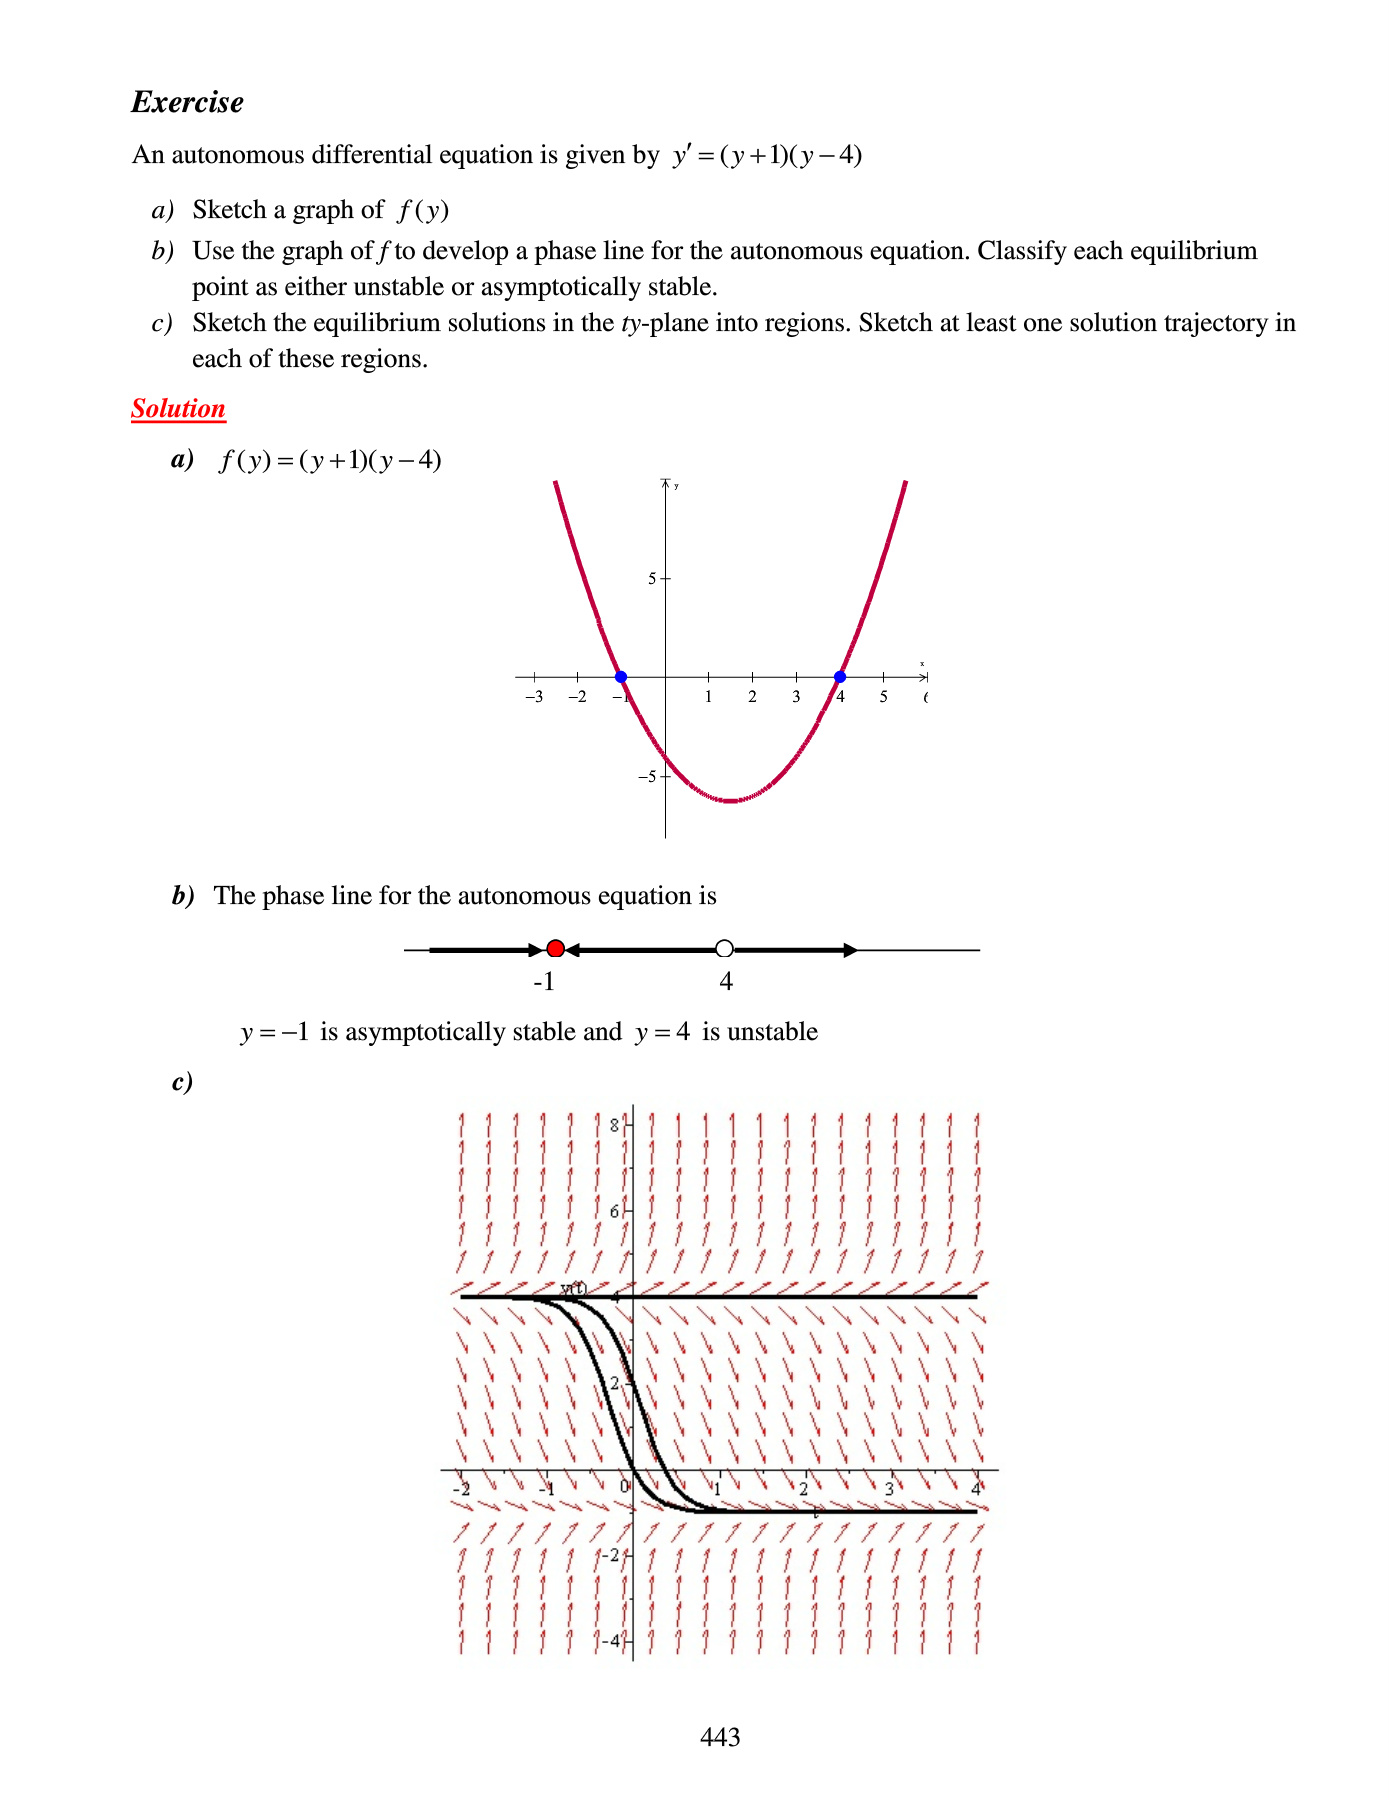 Exercise
An autonomous differential equation is given by y′ = (y+1)(y−4)
a) Sketch a graph of f(y)
b) Use the graph of f to develop a phase line for the autonomous equation. Classify each equilibrium
point as either unstable or asymptotically stable.
c) Sketch the equilibrium solutions in the ty-plane into regions. Sketch at least one solution trajectory in
each of these regions.
Solution
a) f(y) = (y+1)(y−4)
y
5
x
−3 −2 −1 1 2 3 4 5 6
−5
b) The phase line for the autonomous equation is
-1 4
y = −1 is asymptotically stable and y = 4 is unstable
c)
8
6
y(t)
4
2
-2 -1 0 1 2 3 4
t
-2
-4
443